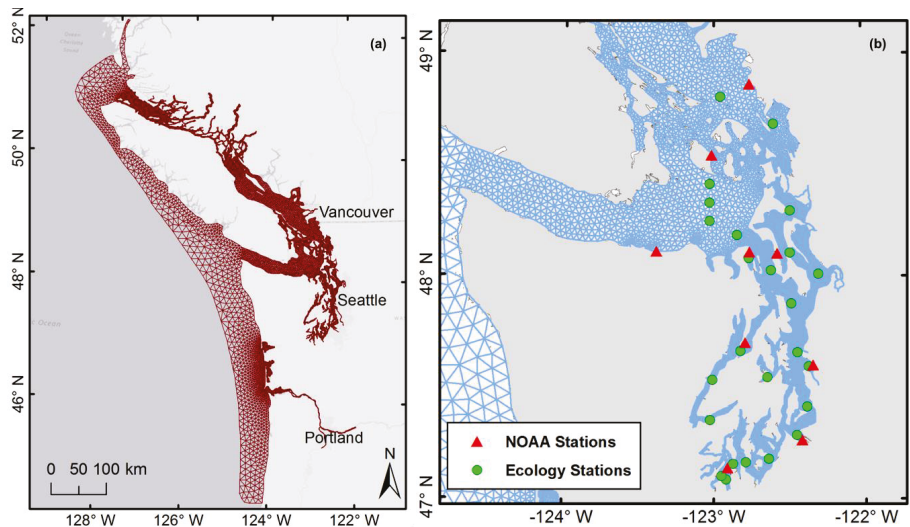 52° N
50° N
48° N
46° N
(a)
Vancouver
Seattle
Portland
Ocean
0 50 100 km
N
128° W 126° W 124° W 122° W
49° N
48° N
47° N
(b)
NOAA Stations
Ecology Stations
-124° W -123° W -122° W